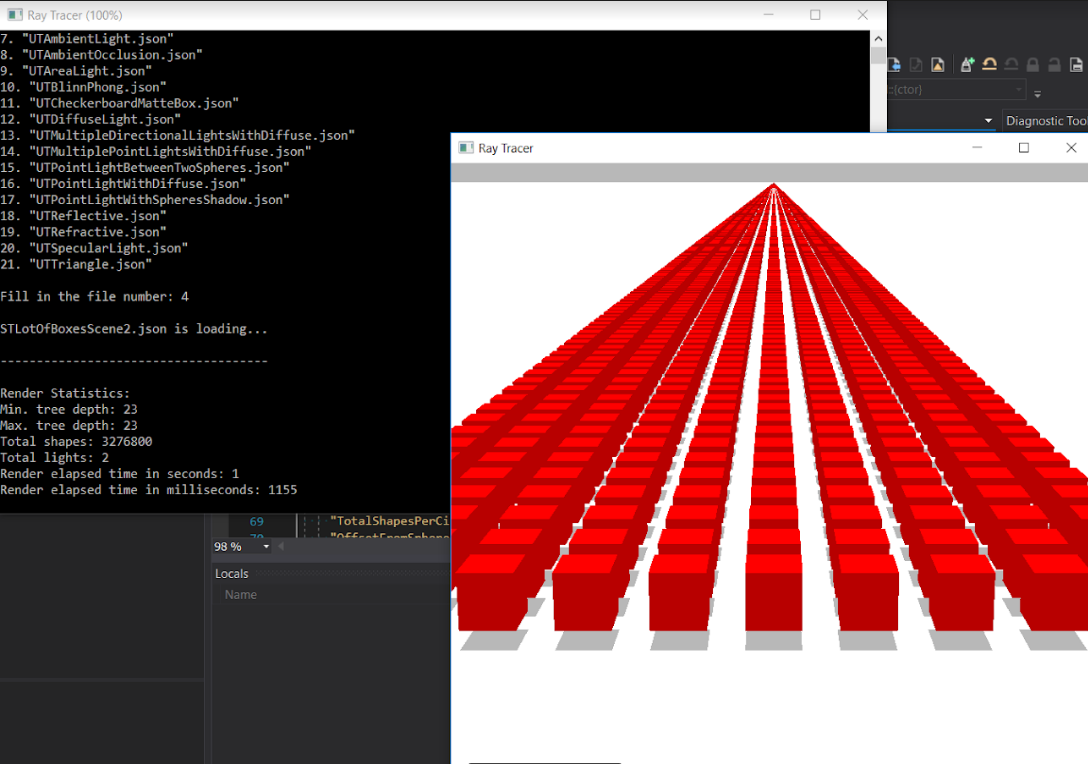 Ray Tracer (100%)
7. "UTAmbientLight.json"
8. "UTAmbientOcclusion.json"
9. "UTAreaLight.json"
10. "UTBlinnPhong.json"
11. "UTCheckerboardMatteBox.json"
12. "UTDiffuseLight.json"
13. "UTMultipleDirectionalLightsWithDiffuse.json"
14. "UTMultiplePointLightsWithDiffuse.json"
15. "UTPointLightBetweenTwoSpheres.json"
16. "UTPointLightWithDiffuse.json"
17. "UTPointLightWithSpheresShadow.json"
18. "UTReflective.json"
19. "UTRefractive.json"
20. "UTSpecularLight.json"
21. "UTTriangle.json"
Fill in the file number: 4
STLotOfBoxesScene2.json is loading...
-------------------------------------
Render Statistics:
Min. tree depth: 23
Max. tree depth: 23
Total shapes: 3276800
Total lights: 2
Render elapsed time in seconds: 1
Render elapsed time in milliseconds: 1155
{ctor}
Diagnostic Tool
Ray Tracer
69 "TotalShapesPerCi
"OffsetFromSphere
98 %
Locals
Name